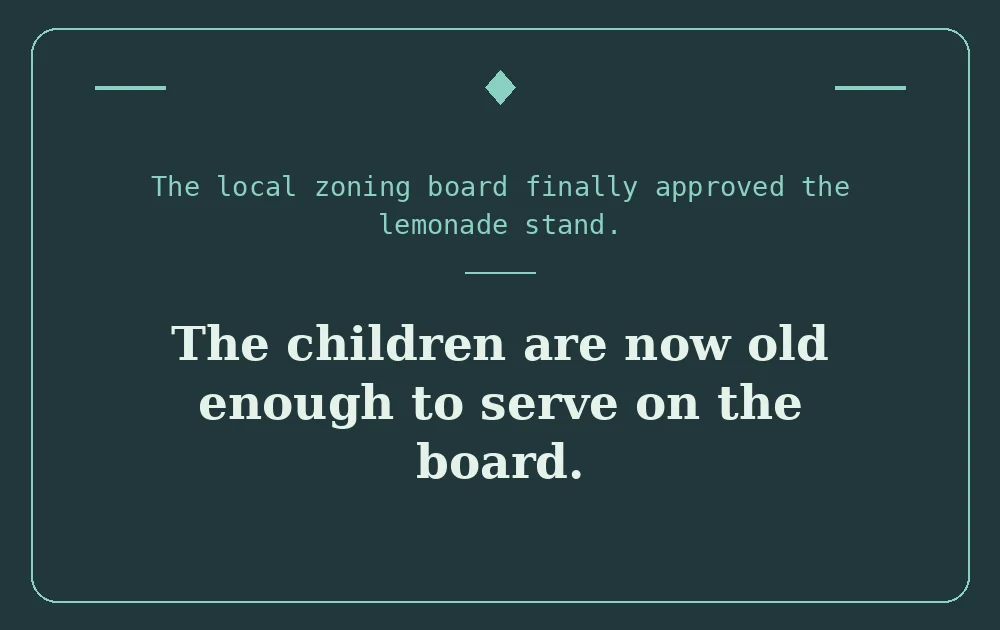 The local zoning board finally approved the
lemonade stand.
The children are now old
enough to serve on the
board.